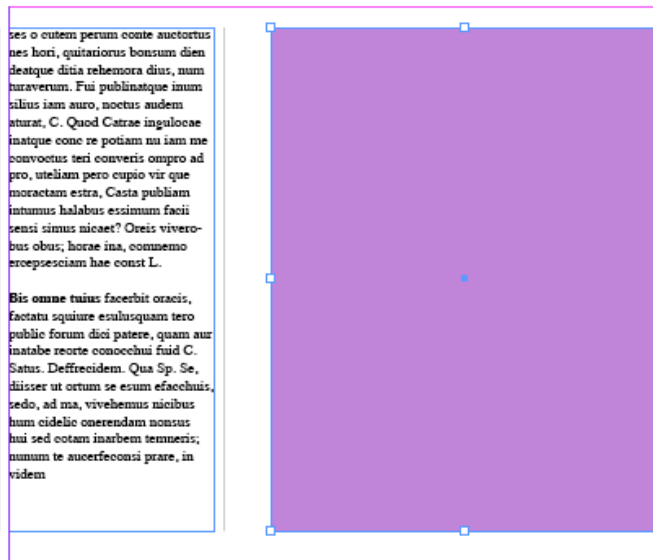 ses o cutem perum conte auctortus
nes hori, quitariorus bonsum dien
deatque ditia rehemora dius, num
turaverum. Fui publinatque inum
silius iam auro, noctus audem
aturat, C. Quod Catrae ingulocae
inatque conc re potiam nu iam me
convoctus teri converis ompro ad
pro, uteliam pero cupio vir que
moractam estra, Casta publiam
intumus halabus essimum facii
sensi simus nicaet? Oreis vivero-
bus obus; horae ina, comnemo
ercepsesciam hae const L.
Bis omne tuius facerbit oracis,
factatu squiure esulusquam tero
public forum dici patere, quam aur
inatabe reorte conocchui fuid C.
Satus. Deffrecidem. Qua Sp. Se,
diisser ut ortum se esum efacchuis,
sedo, ad ma, vivehemus nicibus
hum cidelic onerendam nonsus
hui sed cotam inarbem temneris;
nunum te aucerfeconsi prare, in
videm